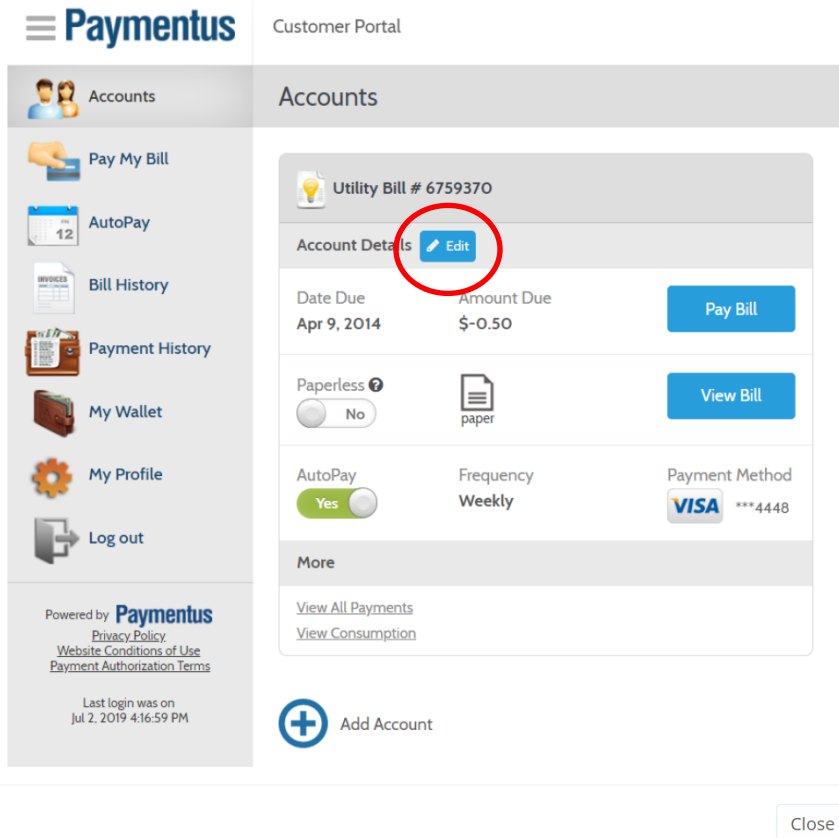 Paymentus
Customer Portal
Accounts
Accounts
Pay My Bill
12
AutoPay
INVOICES
Bill History
Payment History
My Wallet
My Profile
Log out
Powered by Paymentus
Privacy Policy
Website Conditions of Use
Payment Authorization Terms
Last login was on
Jul 2, 2019 4:16:59 PM
Utility Bill # 6759370
Account Details Edit
Date Due Amount Due
Apr 9, 2014 $-0.50 Pay Bill
Paperless ?
No paper View Bill
AutoPay Frequency Payment Method
Yes Weekly VISA ***4448
More
View All Payments
View Consumption
Add Account
Close